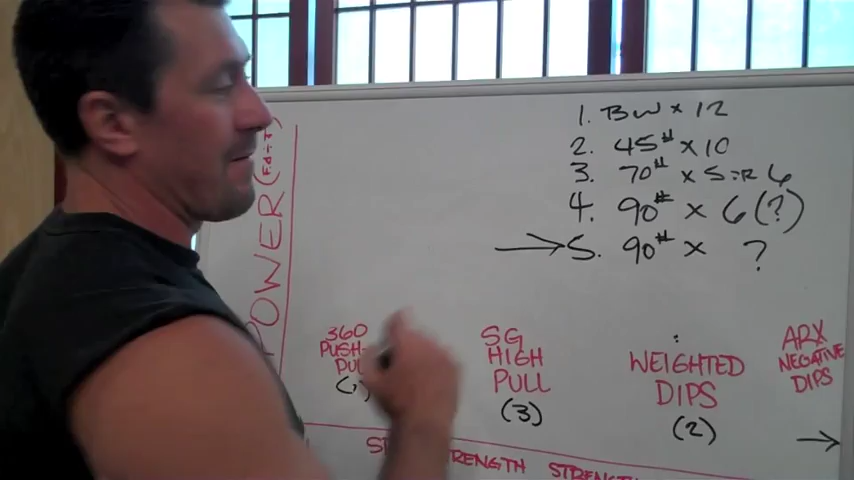 1. BW x 12
2. 45# x 10
3. 70# x 5 or 6
4. 90# x 6(?)
→ 5. 90# x ?
POWER
360
PUSH-
SG
HIGH
PULL
(3)
WEIGHTED
DIPS
(2)
ARX
NEGATIVE
DIPS
→
STRENGTH